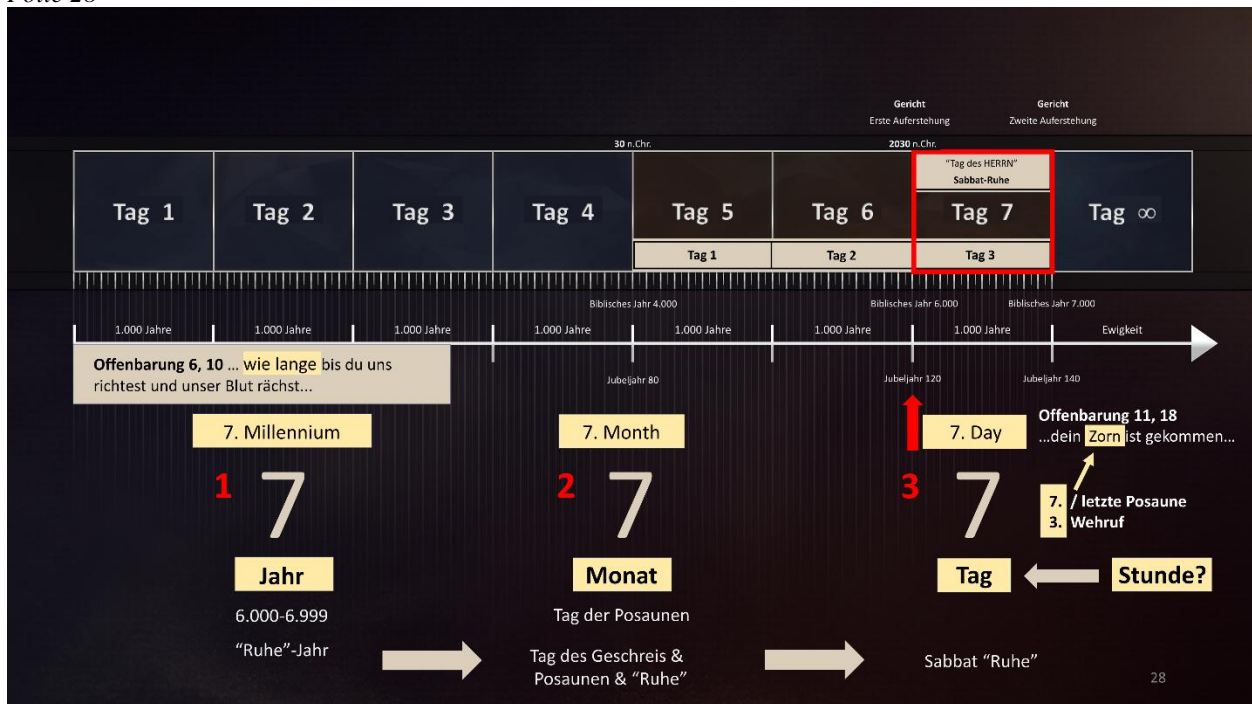 Folie 28
Gericht
Erste Auferstehung
Gericht
Zweite Auferstehung
30 n.Chr.
2030 n.Chr.
"Tag des HERRN"
Sabbat-Ruhe
Tag 1
Tag 2
Tag 3
Tag 4
Tag 5
Tag 6
Tag 7
Tag ∞
Tag 1
Tag 2
Tag 3
Biblisches Jahr 4.000
Biblisches Jahr 6.000
Biblisches Jahr 7.000
1.000 Jahre
1.000 Jahre
1.000 Jahre
1.000 Jahre
1.000 Jahre
1.000 Jahre
1.000 Jahre
Ewigkeit
Offenbarung 6, 10 ... wie lange bis du uns
richtest und unser Blut rächst...
Jubeljahr 80
Jubeljahr 120
Jubeljahr 140
7. Millennium
7. Month
7. Day
Offenbarung 11, 18
...dein Zorn ist gekommen...
1
7
2
7
3
7
7. / letzte Posaune
3. Wehruf
Jahr
Monat
Tag
Stunde?
6.000-6.999
"Ruhe"-Jahr
Tag der Posaunen
Tag des Geschreis &
Posaunen & "Ruhe"
Sabbat "Ruhe"
28